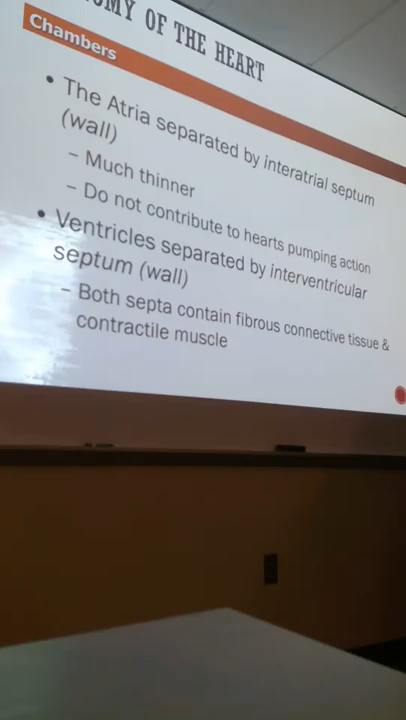 OMY OF THE HEART
Chambers
• The Atria separated by interatrial septum
(wall)
– Much thinner
– Do not contribute to hearts pumping action
• Ventricles separated by interventricular
septum (wall)
– Both septa contain fibrous connective tissue &
contractile muscle